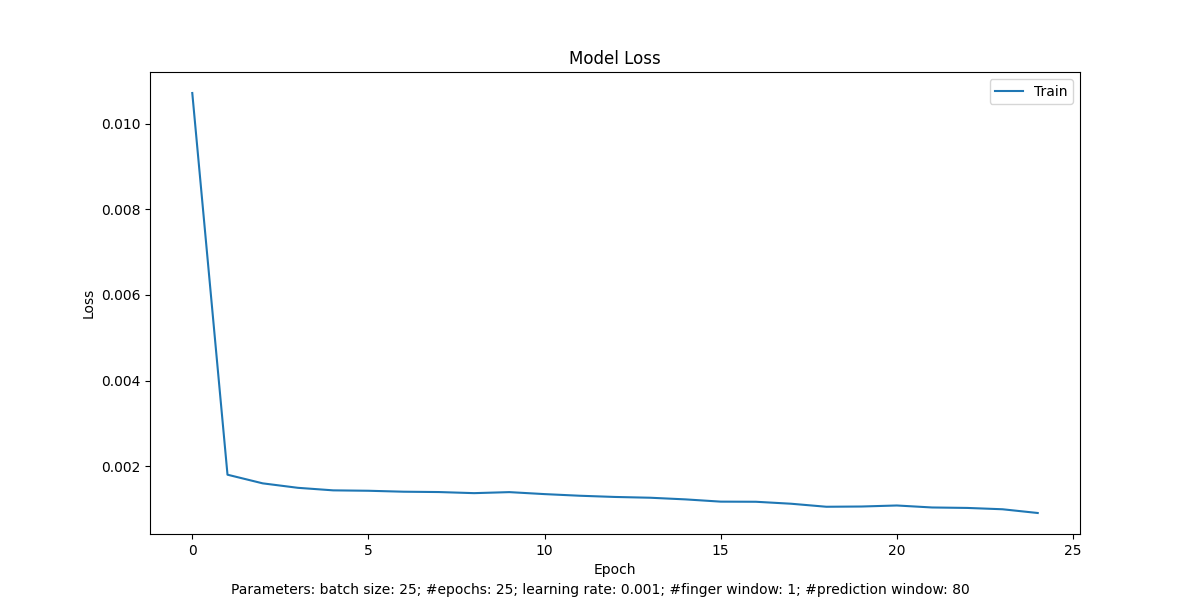 Model Loss
Train
0.010
0.008
0.006
0.004
0.002
Loss
0 5 10 15 20 25
Epoch
Parameters: batch size: 25; #epochs: 25; learning rate: 0.001; #finger window: 1; #prediction window: 80